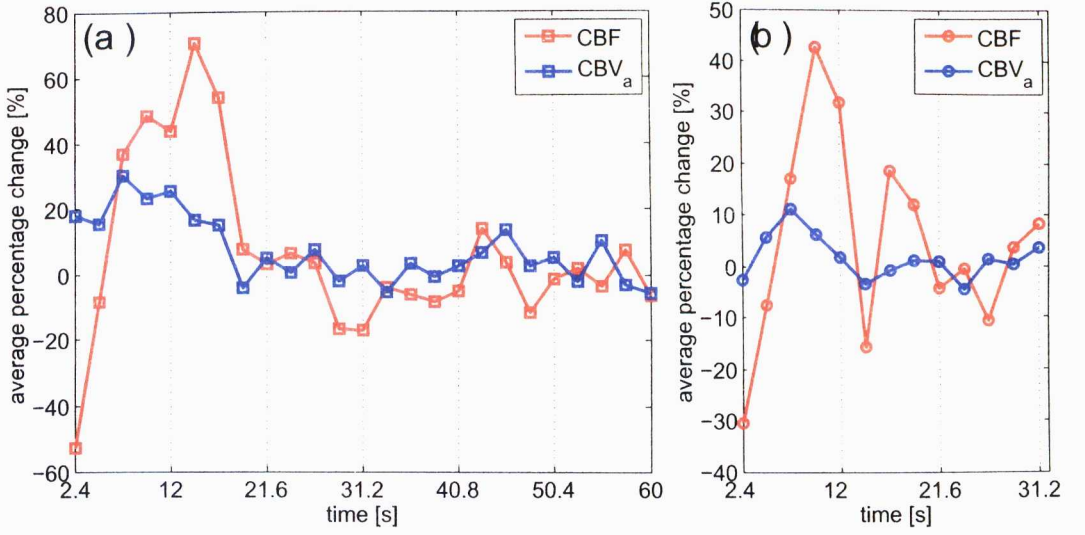 (a )
CBF
CBVa
80
60
40
20
0
−20
−40
−60
average percentage change [%]
2.4 12 21.6 31.2 40.8 50.4 60
time [s]
(b )
CBF
CBVa
50
40
30
20
10
0
−10
−20
−30
−40
average percentage change [%]
2.4 12 21.6 31.2
time [s]